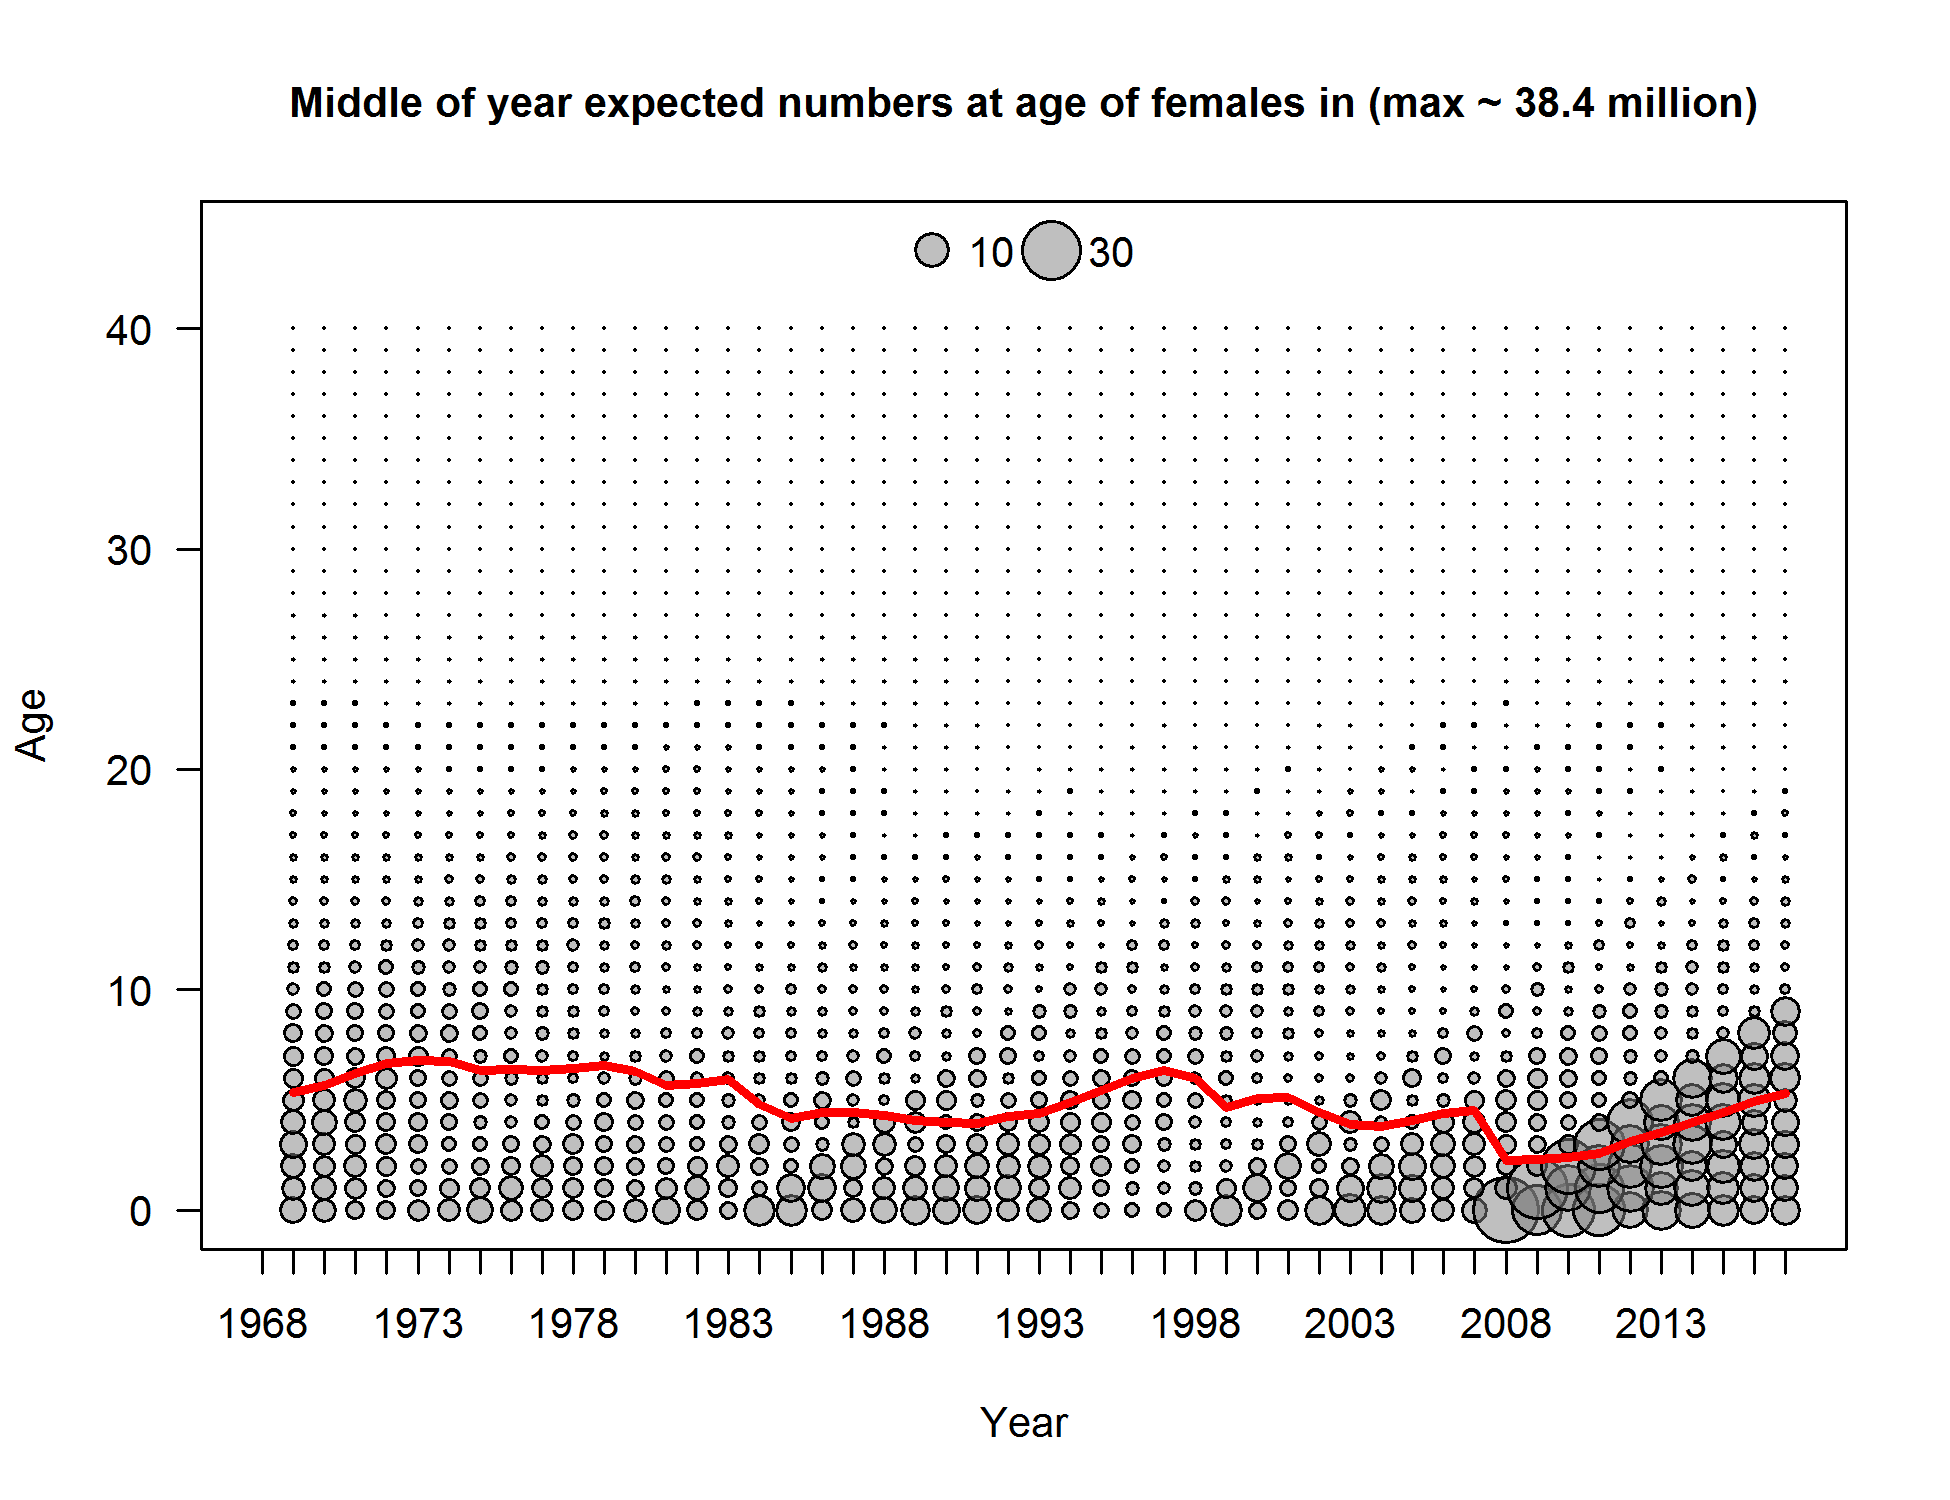 Middle of year expected numbers at age of females in (max ~ 38.4 million)
10 30
40
30
20
10
0
Age
1968 1973 1978 1983 1988 1993 1998 2003 2008 2013
Year